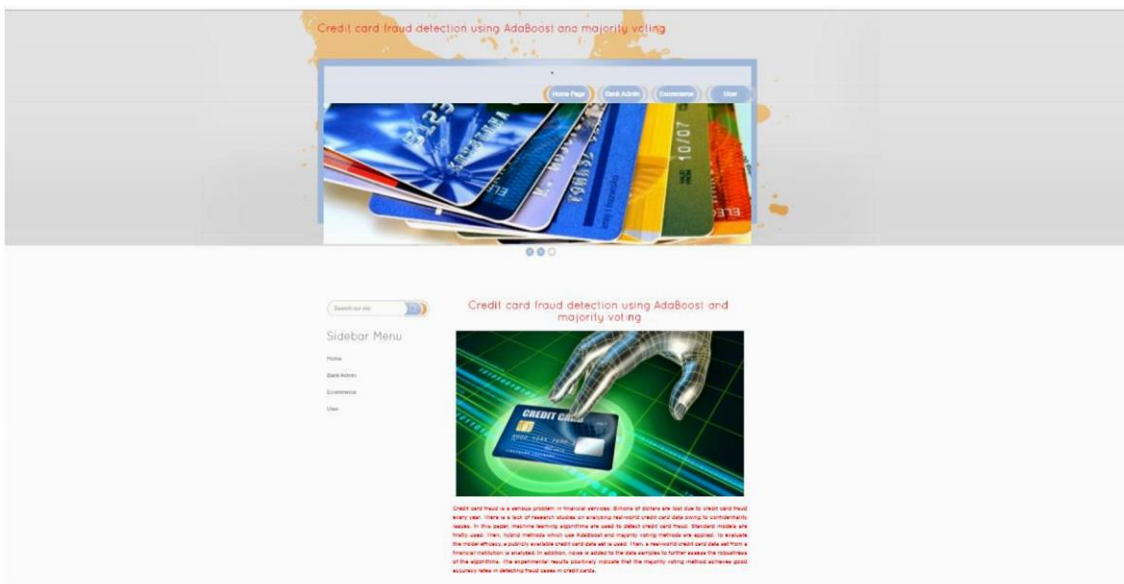 Credit card fraud detection using AdaBoost and majority voting
Home Page
Bank Admin
Ecommerce
User
5123
10/07
VALID FROM
ELEC
Search our site
Sidebar Menu
Home
Bank Admin
Ecommerce
User
Credit card fraud detection using AdaBoost and
majority voting
CREDIT CARD
Credit card fraud is a serious problem in financial services. Billions of dollars are lost due to credit card fraud
every year. There is a lack of research studies on analyzing real-world credit card data owing to confidentiality
issues. In this paper, machine learning algorithms are used to detect credit card fraud. Standard models are
firstly used. Then, hybrid methods which use AdaBoost and majority voting methods are applied. To evaluate
the model efficacy, a publicly available credit card data set is used. Then, a real-world credit card data set from a
financial institution is analyzed. In addition, noise is added to the data samples to further assess the robustness
of the algorithms. The experimental results positively indicate that the majority voting method achieves good
accuracy rates in detecting fraud cases in credit cards.